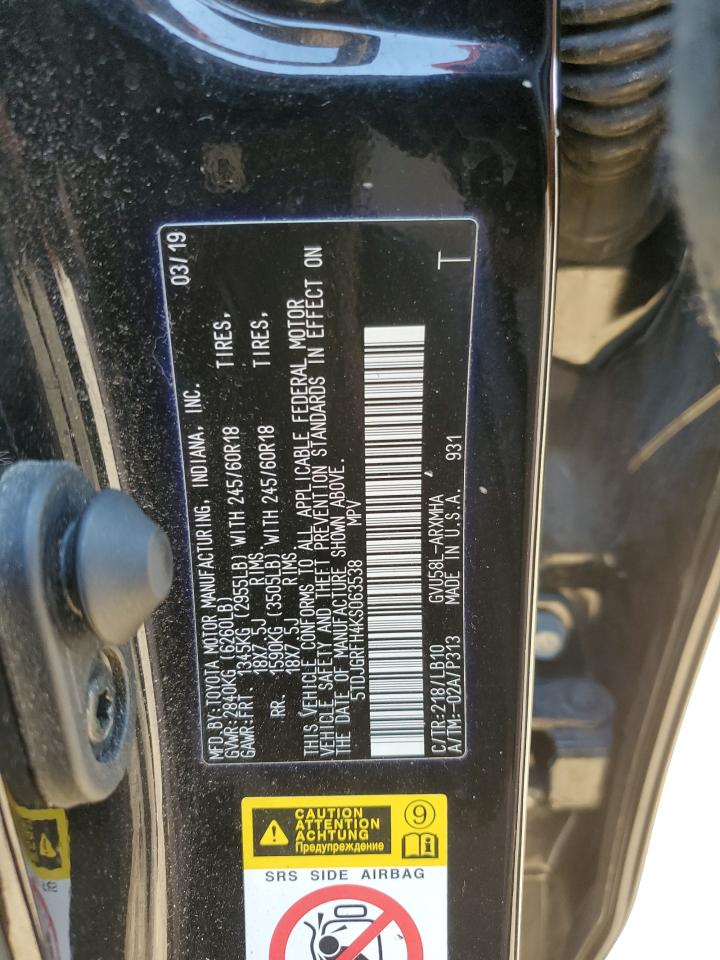 MFD.BY:TOYOTA MOTOR MANUFACTURING, INDIANA, INC. 03/19
GVWR:2840KG (6260LB)
GAWR:FRT 1345KG (2955LB) WITH 245/60R18 TIRES,
18X7.5J RIMS.
RR. 1590KG (3505LB) WITH 245/60R18 TIRES,
18X7.5J RIMS.
THIS VEHICLE CONFORMS TO ALL APPLICABLE FEDERAL MOTOR
VEHICLE SAFETY AND THEFT PREVENTION STANDARDS IN EFFECT ON
THE DATE OF MANUFACTURE SHOWN ABOVE.
5TDJGRFH4KS063538 MPV
C/TR:2187/LB10 GVU58L-ARXMHA T
A/TM:-02A/P313 MADE IN U.S.A. 931
CAUTION
ATTENTION
ACHTUNG
Предупреждение
9
SRS SIDE AIRBAG